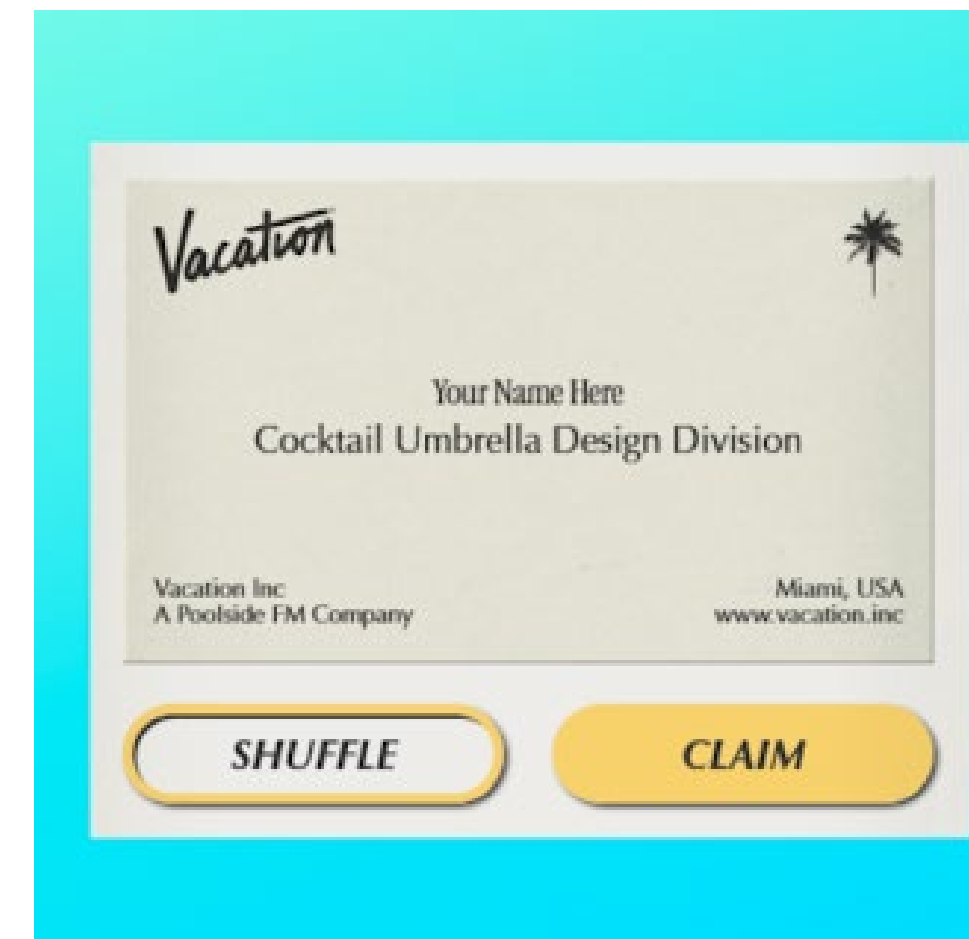 Vacation
Your Name Here
Cocktail Umbrella Design Division
Vacation Inc
A Poolside FM Company
Miami, USA
www.vacation.inc
SHUFFLE
CLAIM